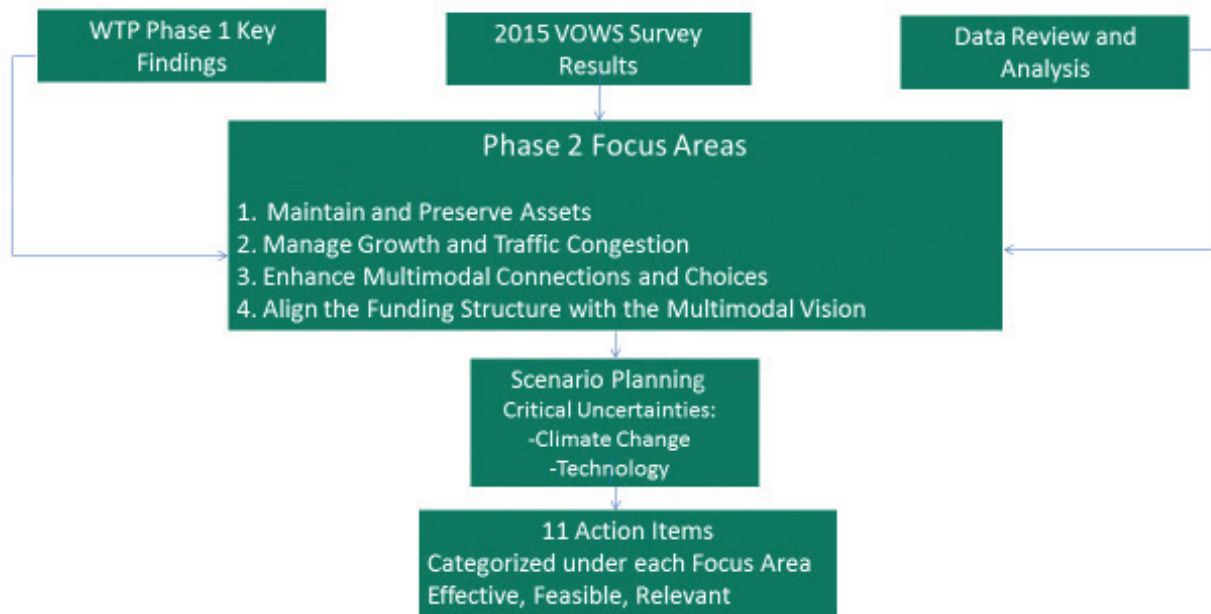 WTP Phase 1 Key
Findings
2015 VOWS Survey
Results
Data Review and
Analysis
Phase 2 Focus Areas
1. Maintain and Preserve Assets
2. Manage Growth and Traffic Congestion
3. Enhance Multimodal Connections and Choices
4. Align the Funding Structure with the Multimodal Vision
Scenario Planning
Critical Uncertainties:
-Climate Change
-Technology
11 Action Items
Categorized under each Focus Area
Effective, Feasible, Relevant